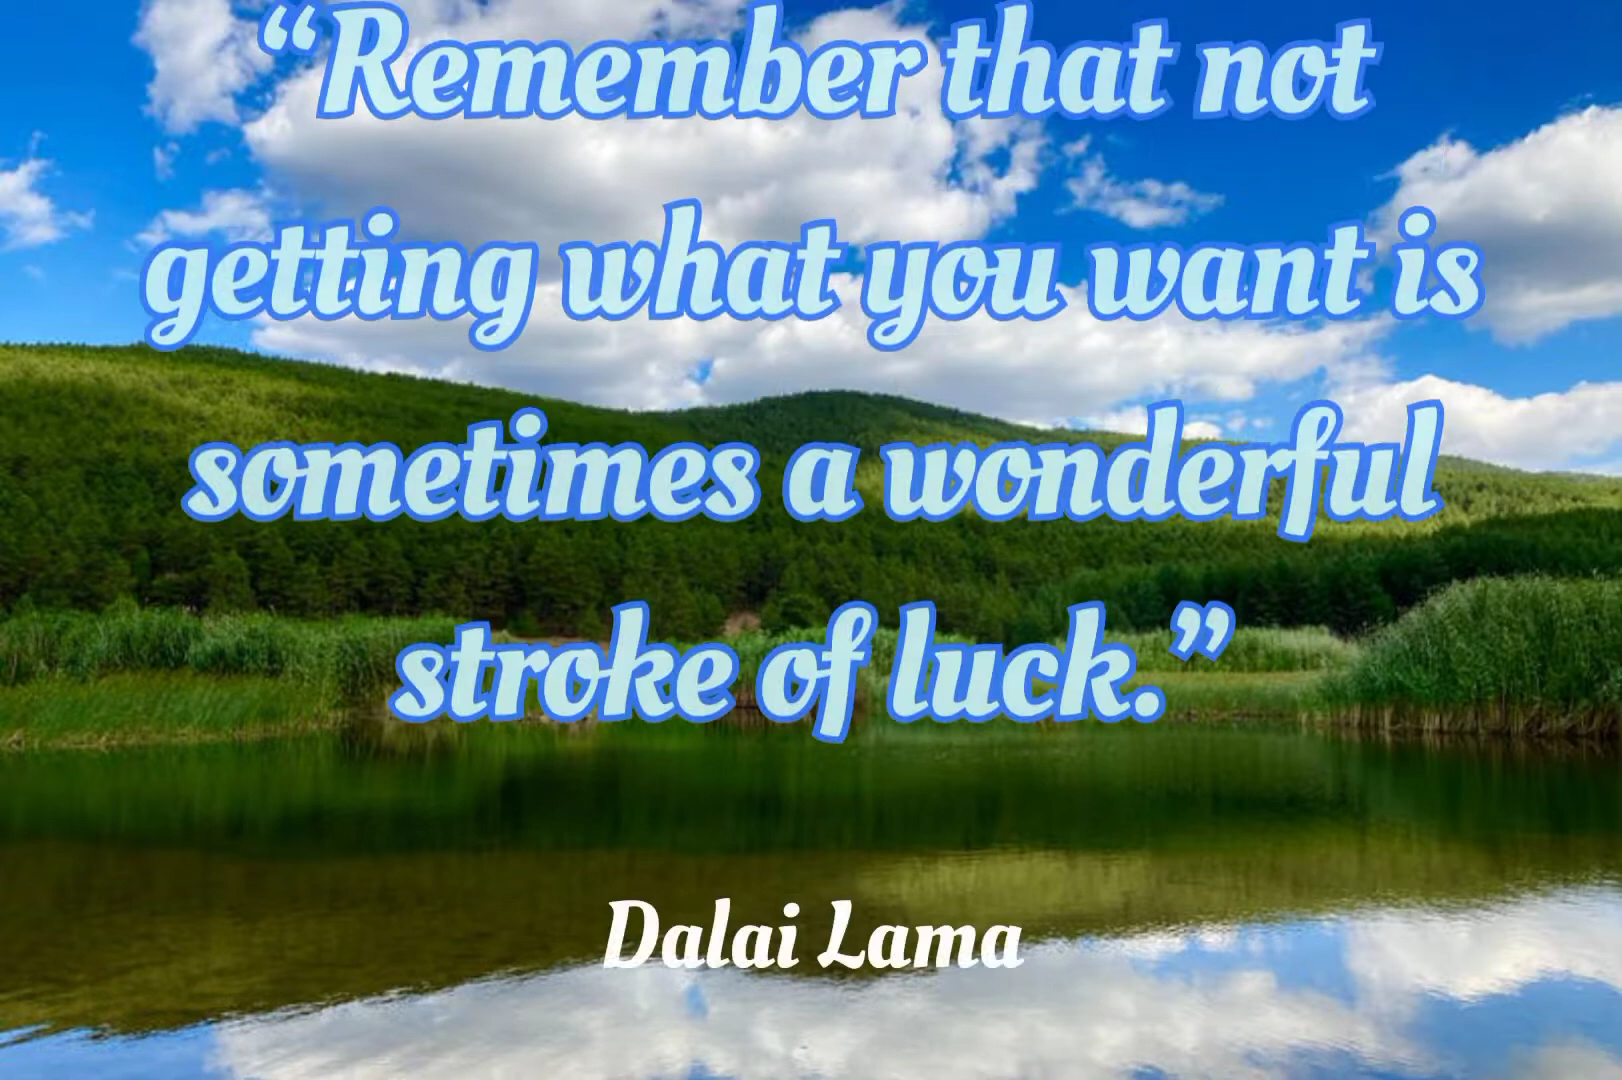 “Remember that not
getting what you want is
sometimes a wonderful
stroke of luck.”
Dalai Lama